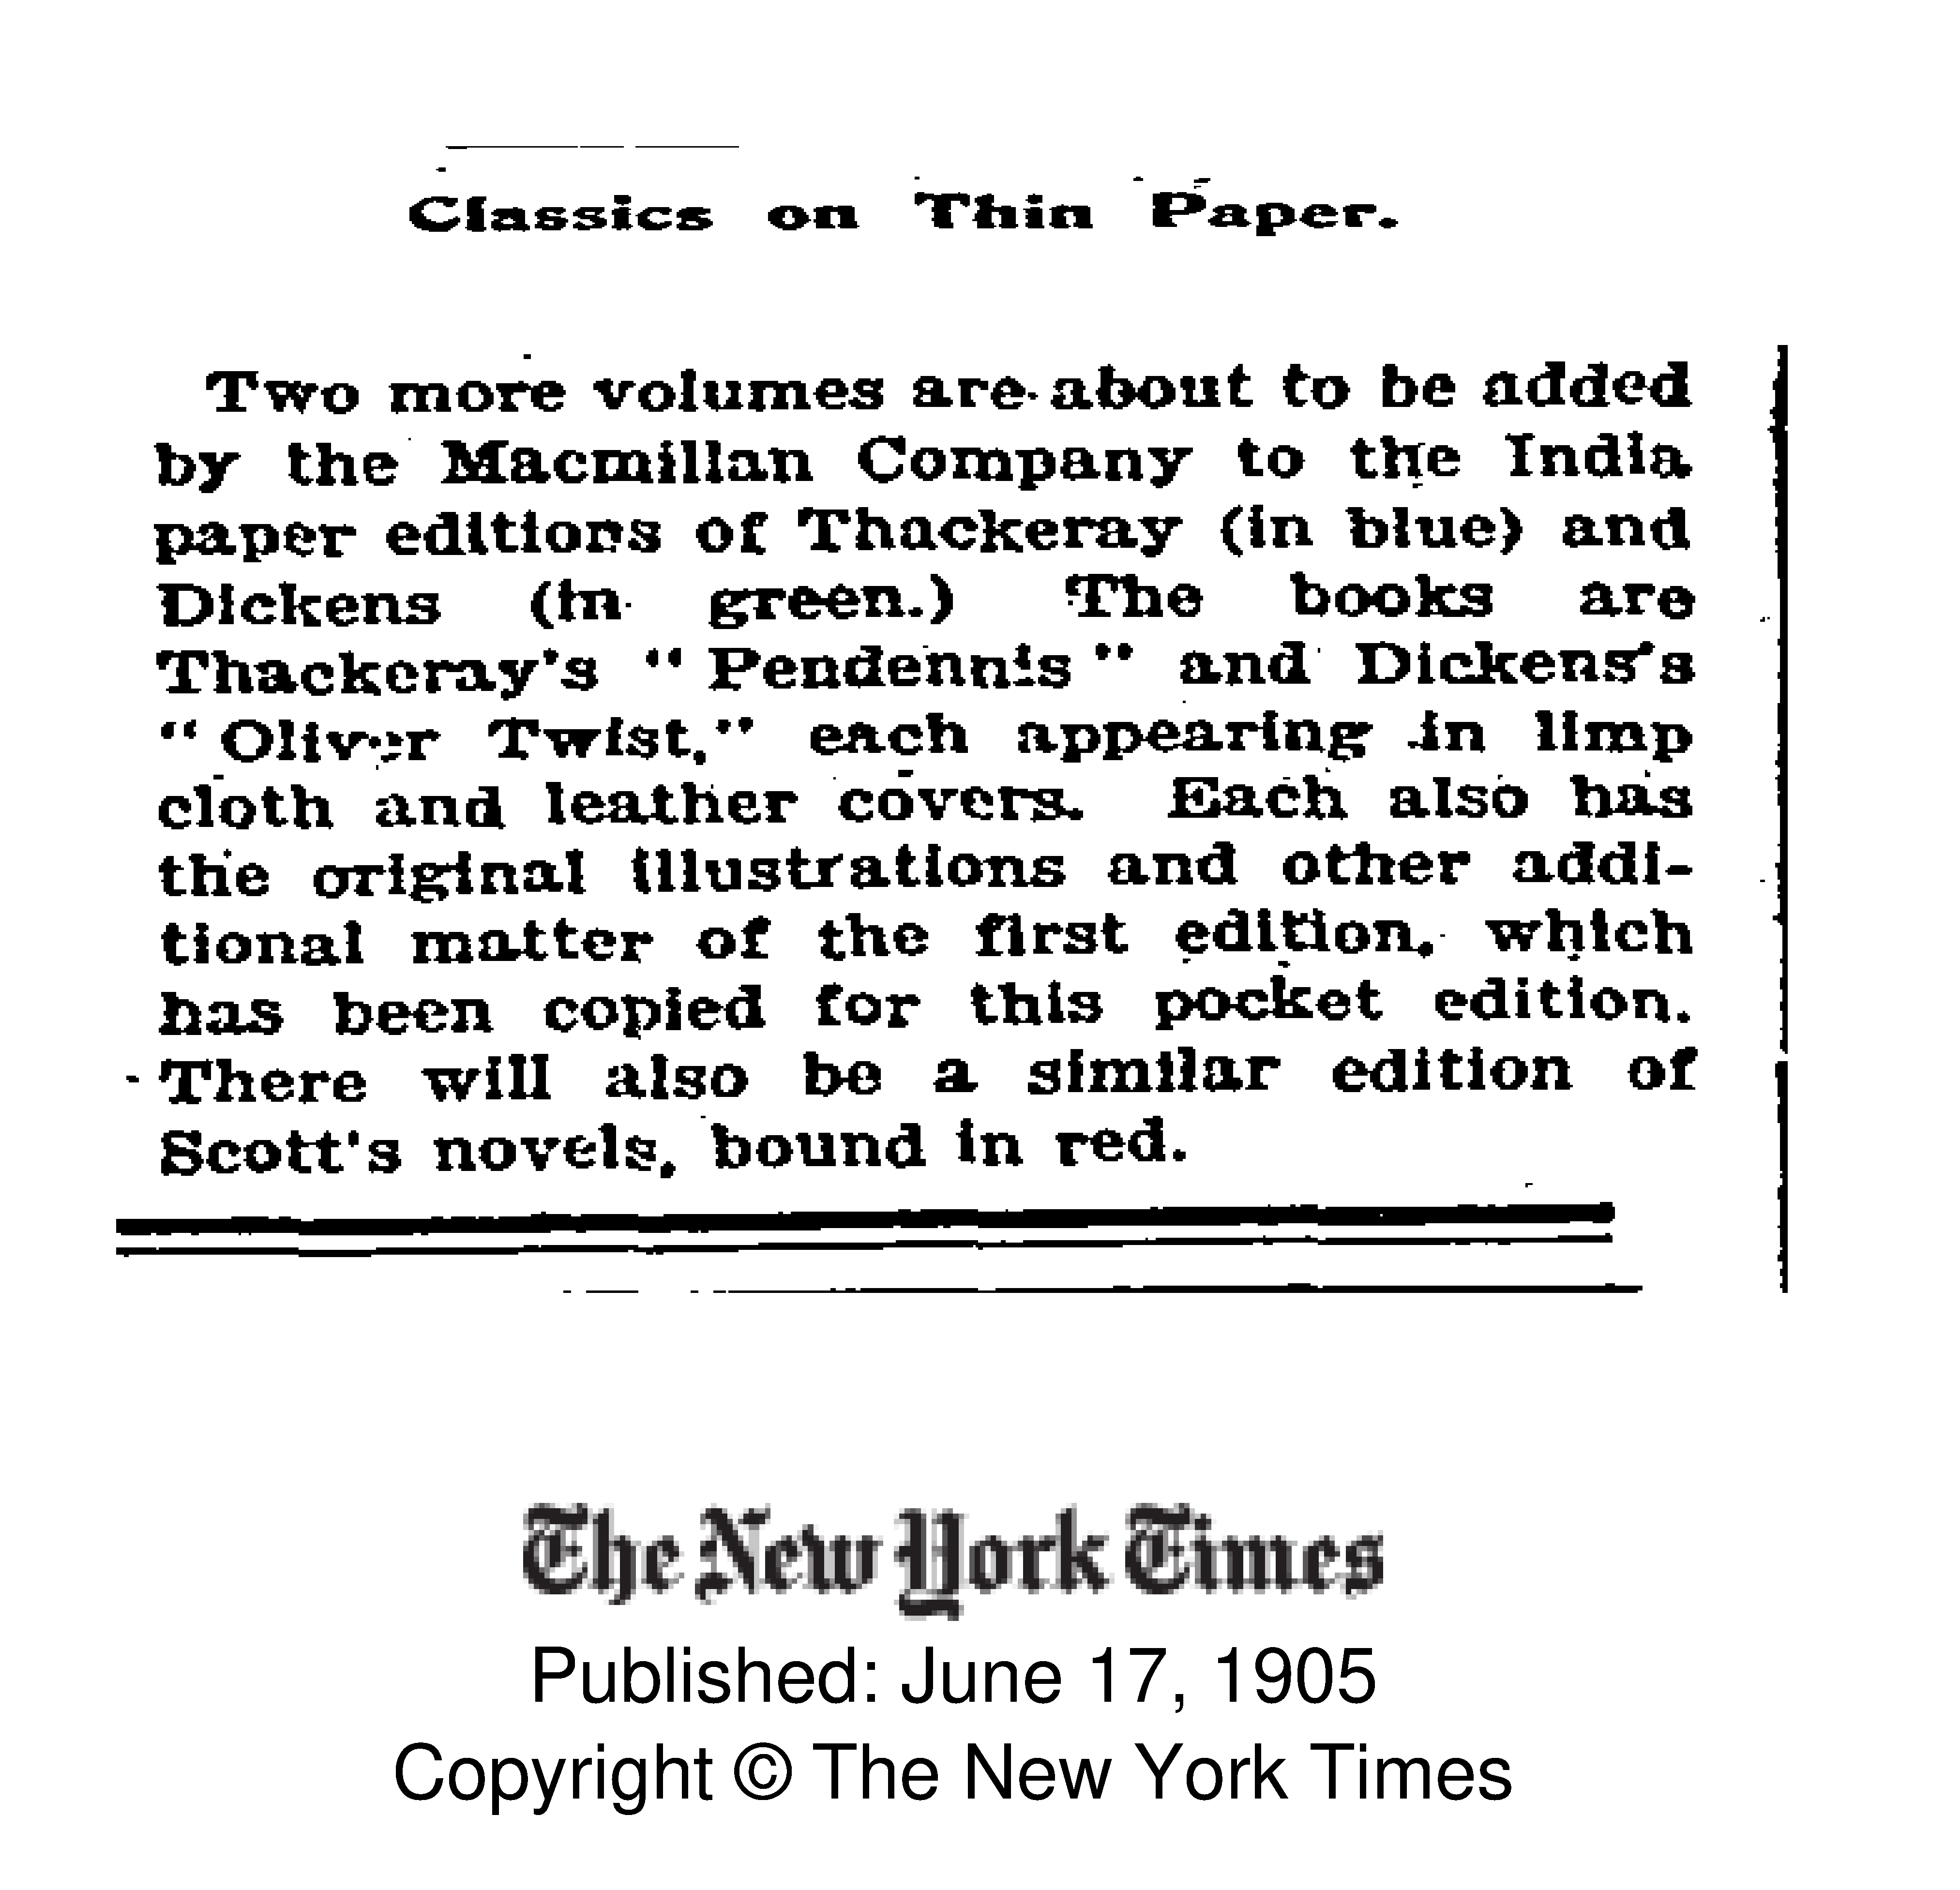 Classics on Thin Paper.
Two more volumes are about to be added
by the Macmillan Company to the India
paper editions of Thackeray (in blue) and
Dickens (in green.) The books are
Thackeray's "Pendennis" and Dickens's
"Oliver Twist," each appearing in limp
cloth and leather covers. Each also has
the original illustrations and other addi-
tional matter of the first edition, which
has been copied for this pocket edition.
There will also be a similar edition of
Scott's novels, bound in red.
The New York Times
Published: June 17, 1905
Copyright © The New York Times